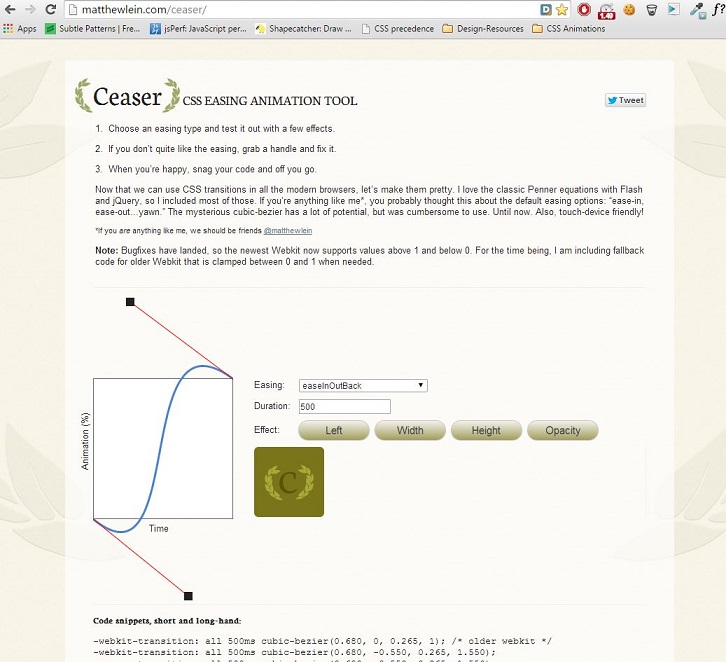 matthewlein.com/ceaser/
1.40
f?
Apps
Subtle Patterns | Fre...
jsPerf: JavaScript per...
Shapecatcher: Draw ...
CSS precedence
Design-Resources
CSS Animations
Ceaser CSS EASING ANIMATION TOOL
Tweet
1. Choose an easing type and test it out with a few effects.
2. If you don't quite like the easing, grab a handle and fix it.
3. When you're happy, snag your code and off you go.
Now that we can use CSS transitions in all the modern browsers, let's make them pretty. I love the classic Penner equations with Flash
and jQuery, so I included most of those. If you're anything like me*, you probably thought this about the default easing options: “ease-in,
ease-out...yawn.” The mysterious cubic-bezier has a lot of potential, but was cumbersome to use. Until now. Also, touch-device friendly!
*If you are anything like me, we should be friends @matthewlein
Note: Bugfixes have landed, so the newest Webkit now supports values above 1 and below 0. For the time being, I am including fallback
code for older Webkit that is clamped between 0 and 1 when needed.
Animation (%)
Time
Easing: easeInOutBack
Duration: 500
Effect: Left Width Height Opacity
C
Code snippets, short and long-hand:
-webkit-transition: all 500ms cubic-bezier(0.680, 0, 0.265, 1); /* older webkit */
-webkit-transition: all 500ms cubic-bezier(0.680, -0.550, 0.265, 1.550);